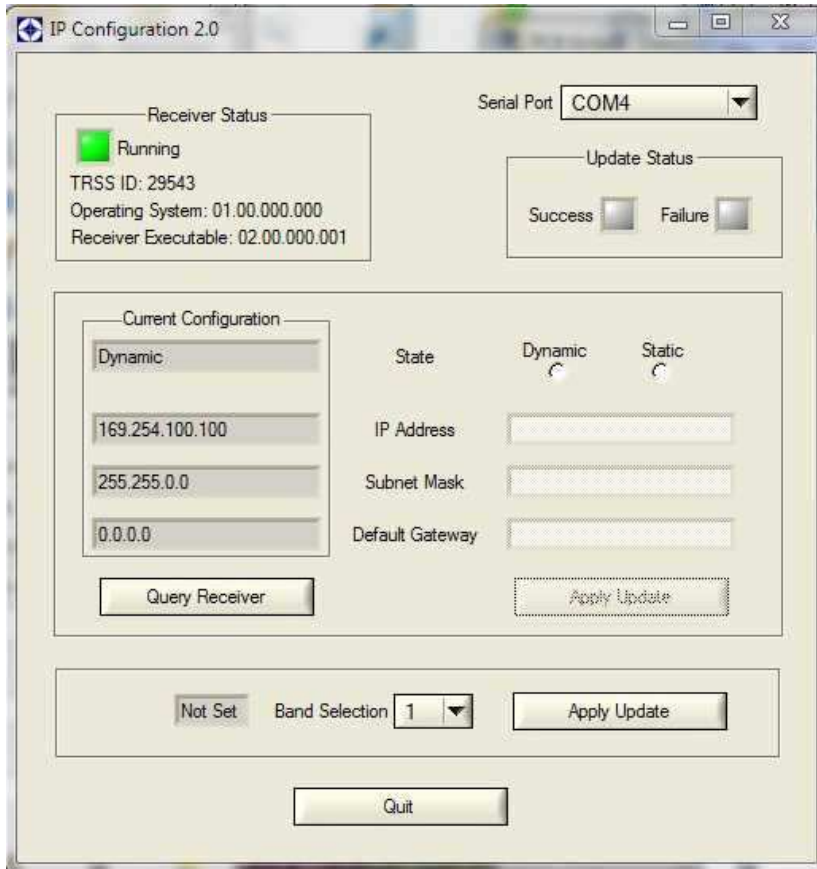 IP Configuration 2.0
Serial Port COM4
Receiver Status
Running
TRSS ID: 29543
Operating System: 01.00.000.000
Receiver Executable: 02.00.000.001
Update Status
Success Failure
Current Configuration
Dynamic State Dynamic Static
169.254.100.100 IP Address
255.255.0.0 Subnet Mask
0.0.0.0 Default Gateway
Query Receiver Apply Update
Not Set Band Selection 1 Apply Update
Quit